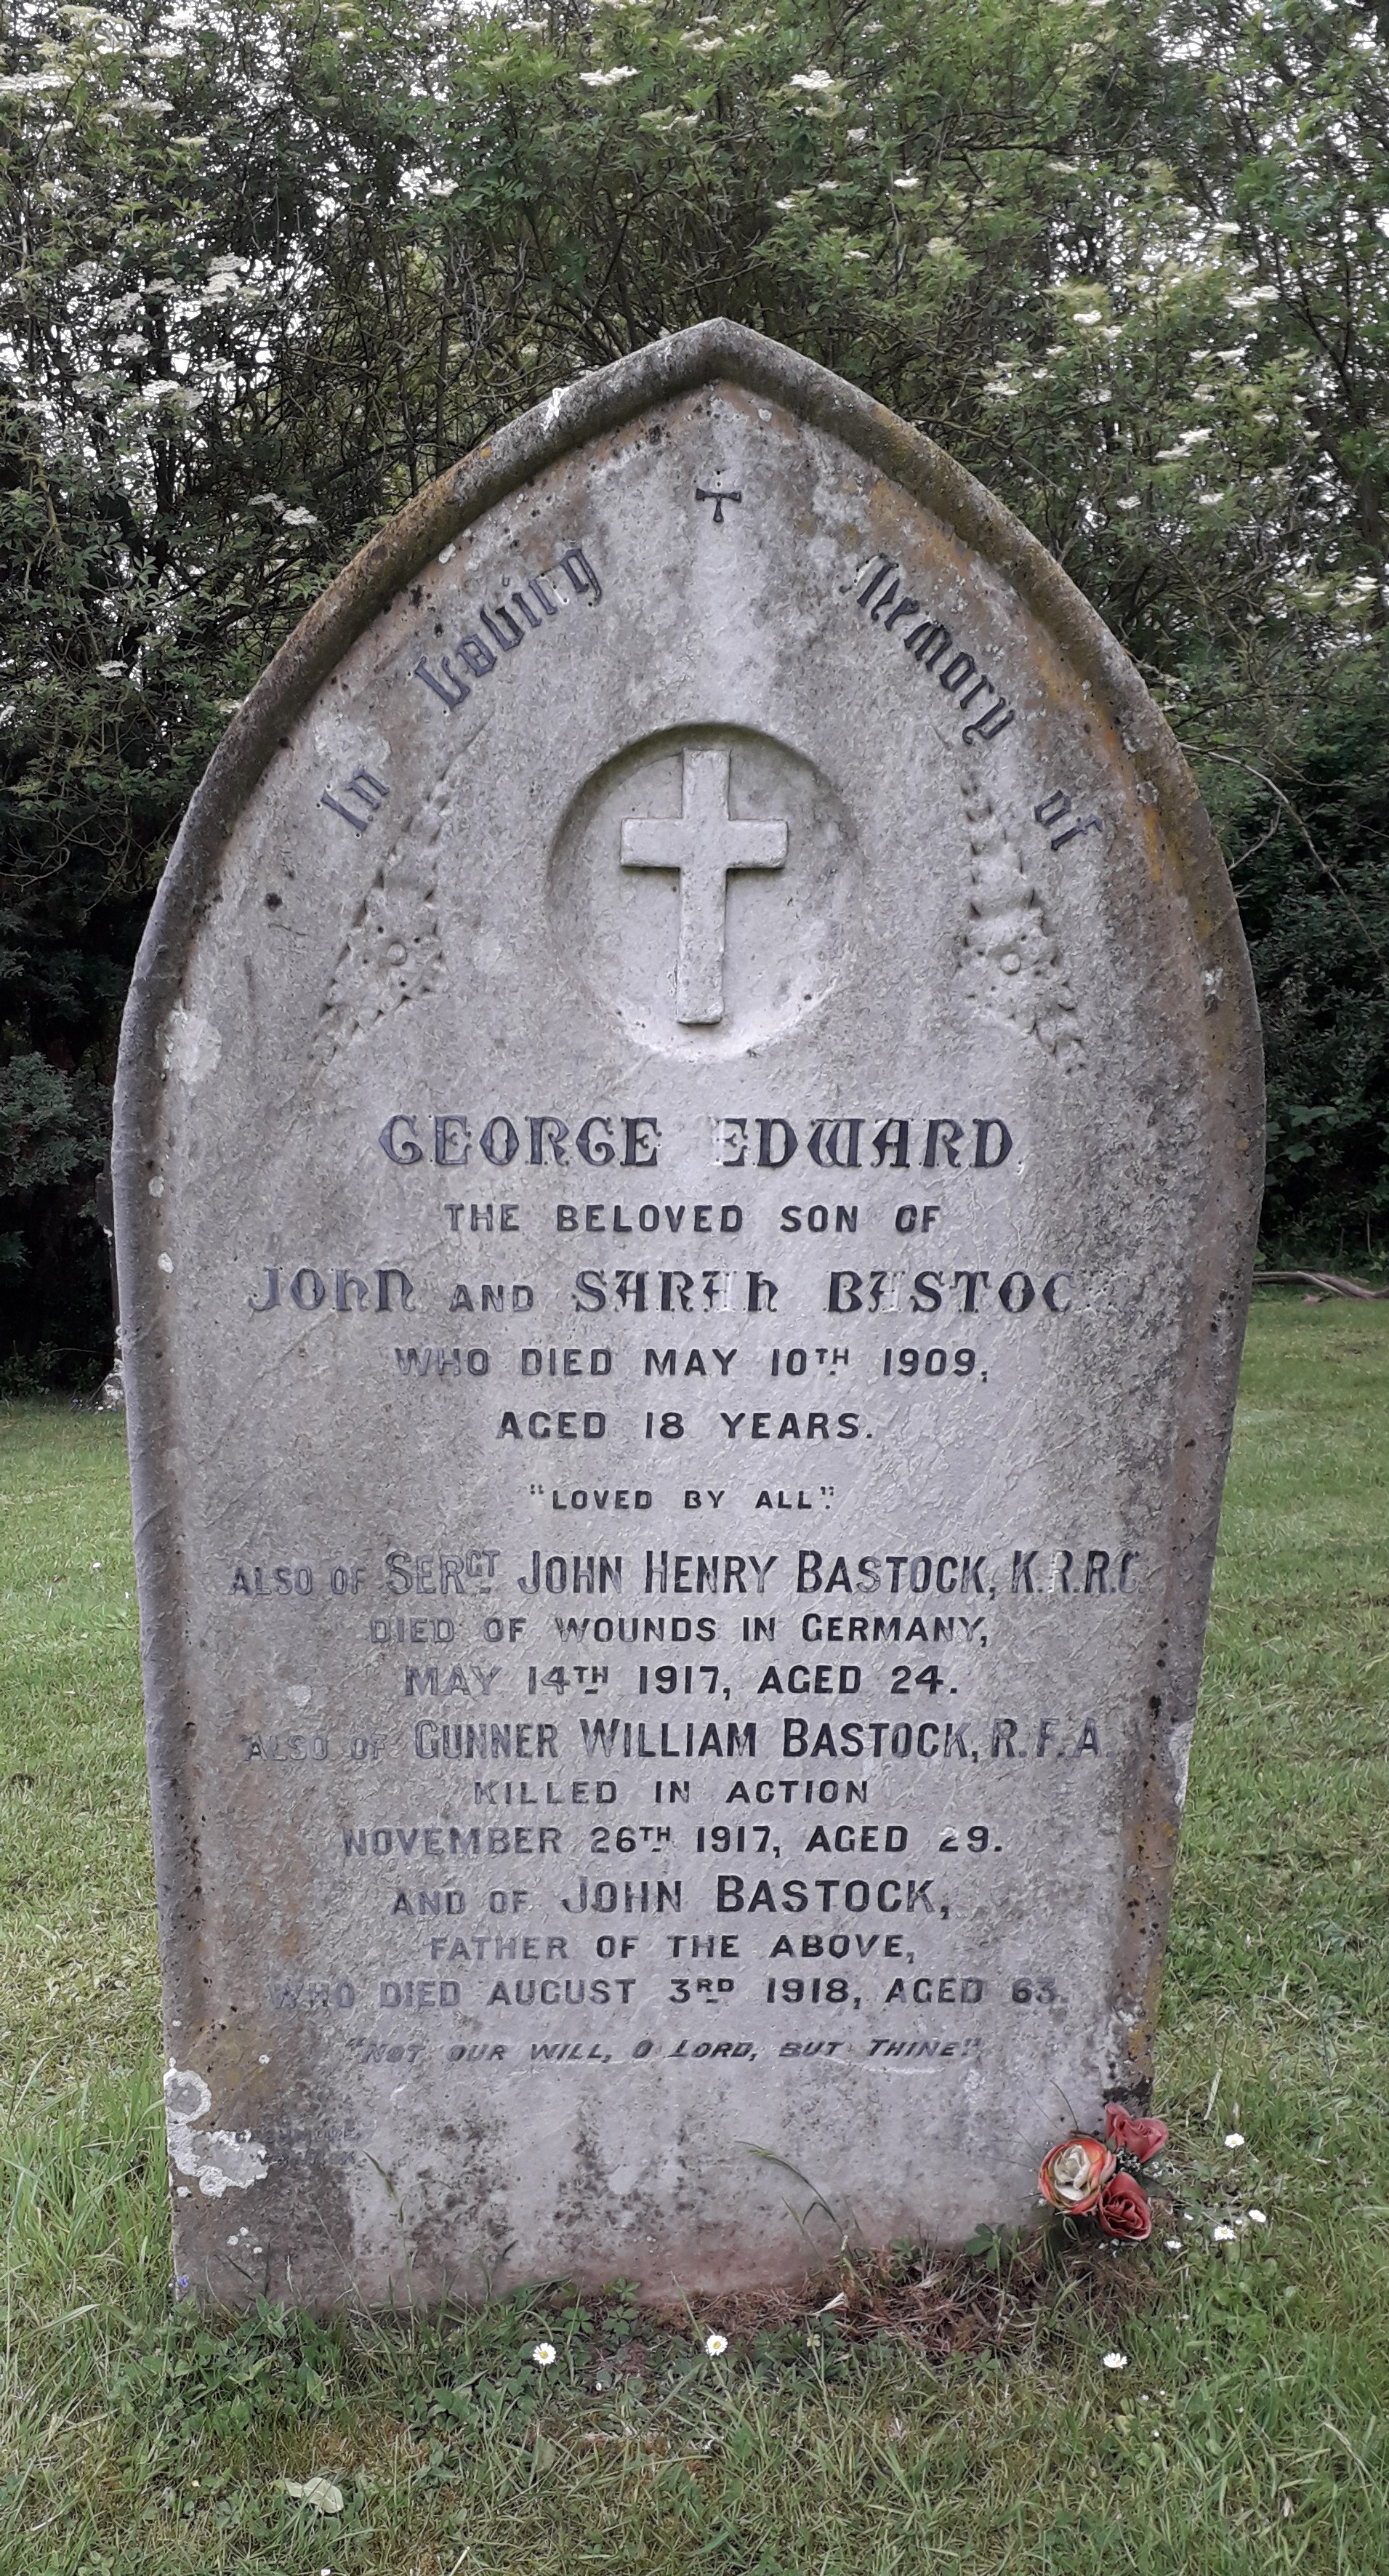 In Loving Memory of
GEORGE EDWARD
THE BELOVED SON OF
JOHN AND SARAH BASTOC
WHO DIED MAY 10TH 1909,
AGED 18 YEARS.
"LOVED BY ALL".
ALSO OF SERGT JOHN HENRY BASTOCK, K.R.R.C
DIED OF WOUNDS IN GERMANY,
MAY 14TH 1917, AGED 24.
ALSO OF GUNNER WILLIAM BASTOCK, R.F.A.
KILLED IN ACTION
NOVEMBER 26TH 1917, AGED 29.
AND OF JOHN BASTOCK,
FATHER OF THE ABOVE,
WHO DIED AUGUST 3RD 1918, AGED 63.
"NOT OUR WILL, O LORD, BUT THINE".